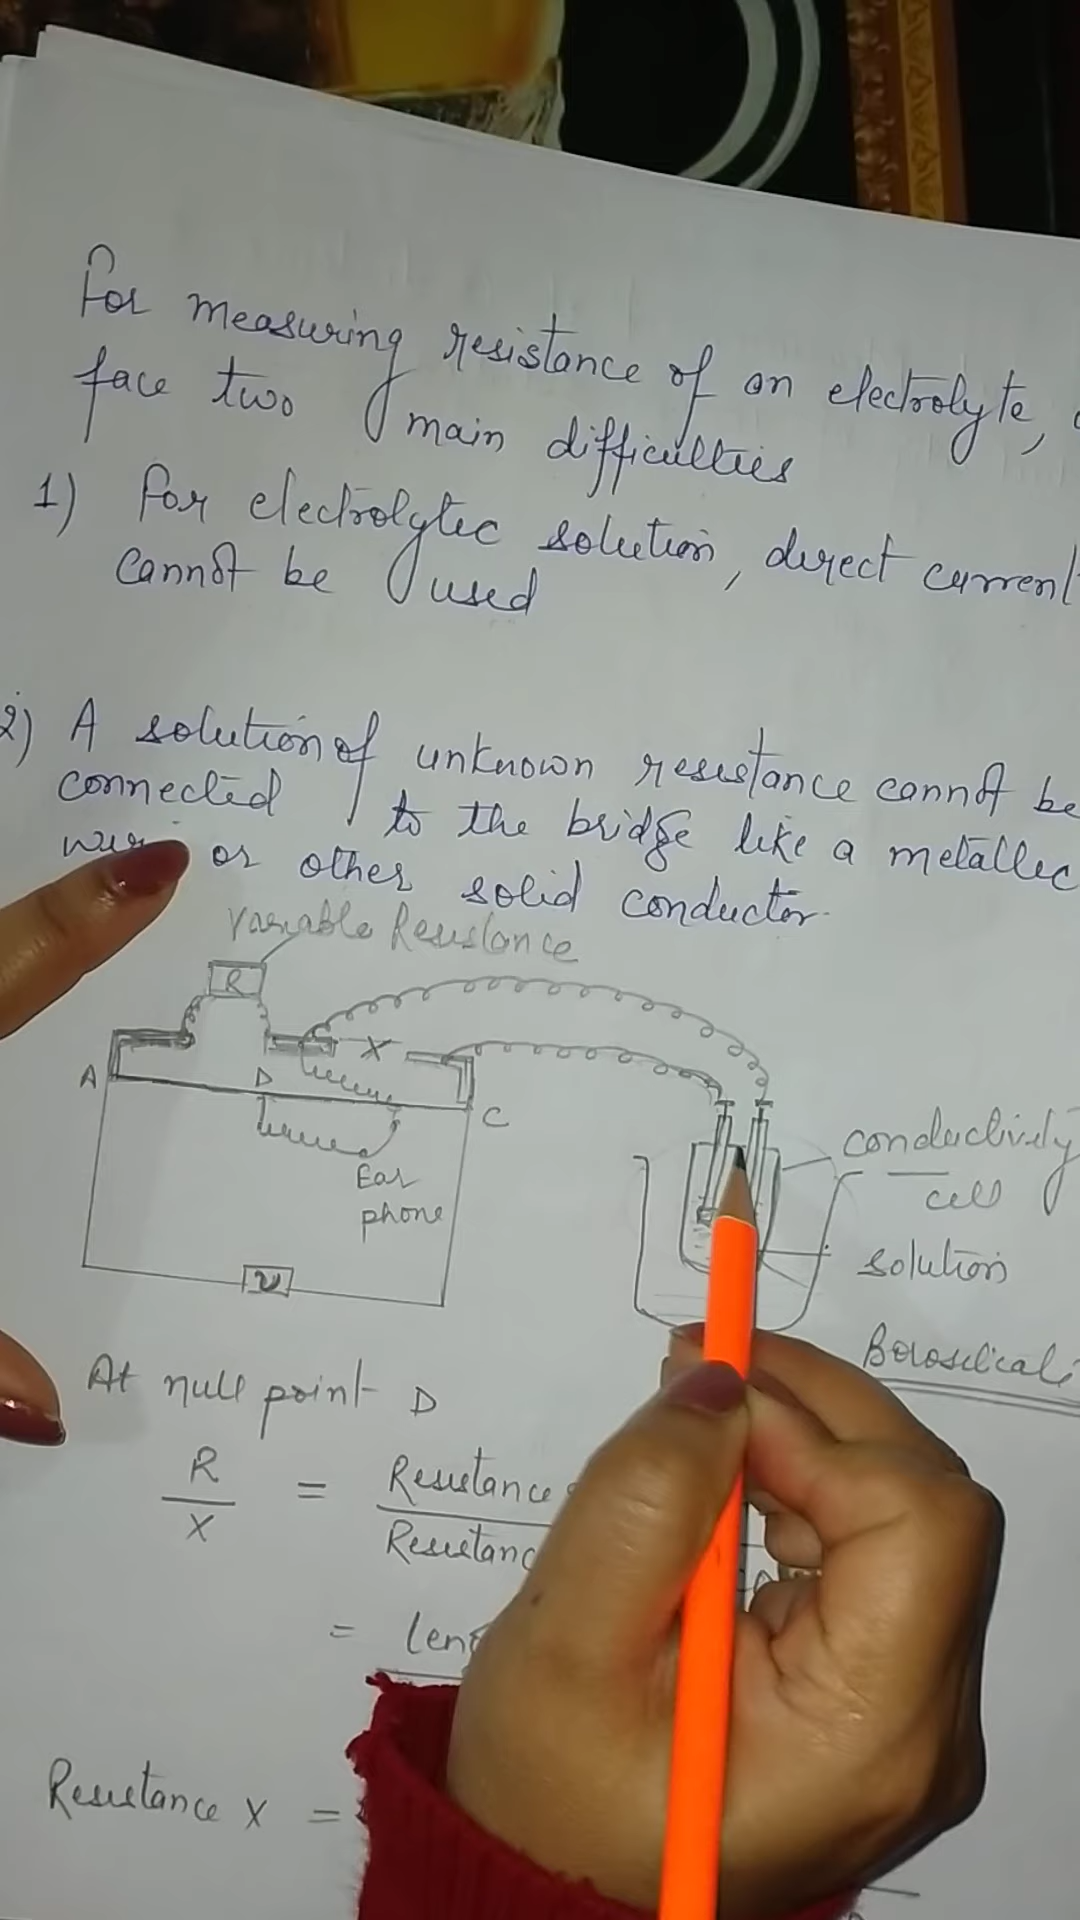 For measuring resistance of an electrolyte,
face two main difficulties
1) For electrolytic solution, direct current
cannot be used
2) A solution of unknown resistance cannot be
connected to the bridge like a metallic
or other solid conductor.
Variable Resistance
R
X
A
D
C
Ear
phone
conductivity
cell
solution
At null point D
R
X
= Resistance
Resistanc
= leng
Resistance X =